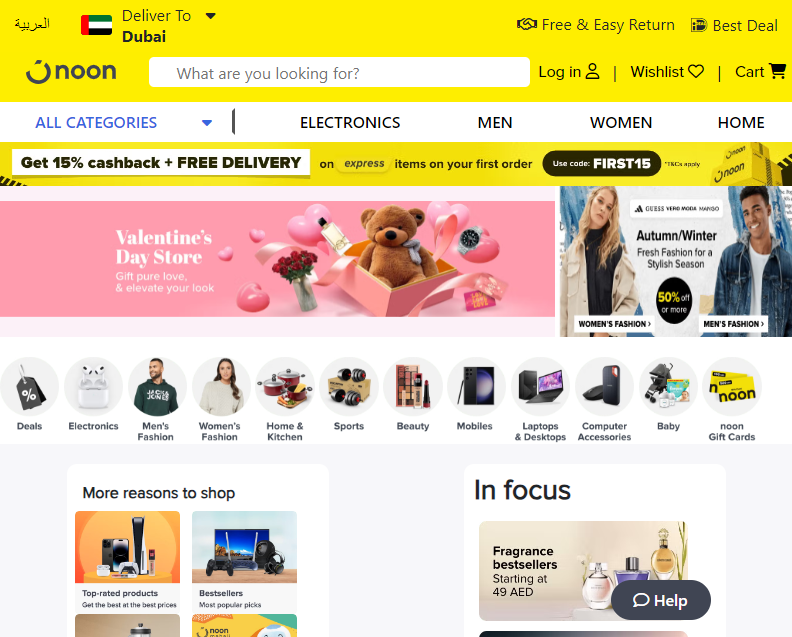 العربية
Deliver To
Dubai
Free & Easy Return
Best Deal
noon
What are you looking for?
Log in | Wishlist | Cart
ALL CATEGORIES
ELECTRONICS
MEN
WOMEN
HOME
Get 15% cashback + FREE DELIVERY on express items on your first order
Use code: FIRST15
*T&Cs apply
noon
noon
Valentine's
Day Store
Gift pure love,
& elevate your look
GUESS VERO MODA MANGO
Autumn/Winter
Fresh Fashion for a
Stylish Season
50% off
or more
WOMEN'S FASHION ›
MEN'S FASHION ›
%
JACK &
JONES
noon
Deals
Electronics
Men's
Fashion
Women's
Fashion
Home &
Kitchen
Sports
Beauty
Mobiles
Laptops
& Desktops
Computer
Accessories
Baby
noon
Gift Cards
More reasons to shop
Top-rated products
Get the best at the best prices
Bestsellers
Most popular picks
noon
In focus
Fragrance
bestsellers
Starting at
49 AED
Help